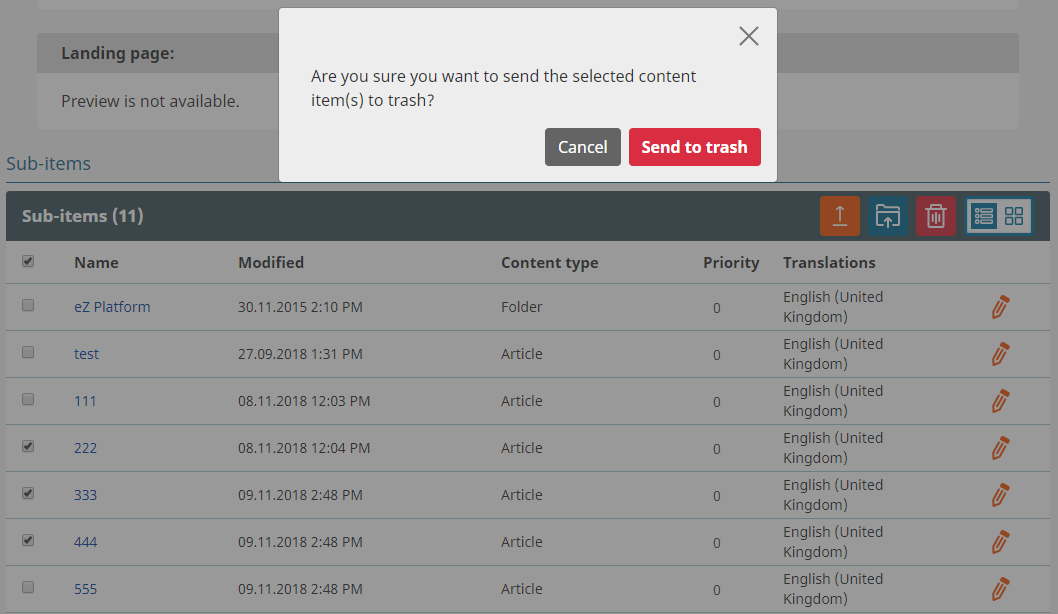 Landing page:
Are you sure you want to send the selected content
item(s) to trash?
Preview is not available.
Cancel Send to trash
Sub-items
Sub-items (11)
Name Modified Content type Priority Translations
eZ Platform 30.11.2015 2:10 PM Folder 0 English (United
Kingdom)
test 27.09.2018 1:31 PM Article 0 English (United
Kingdom)
111 08.11.2018 12:03 PM Article 0 English (United
Kingdom)
222 08.11.2018 12:04 PM Article 0 English (United
Kingdom)
333 09.11.2018 2:48 PM Article 0 English (United
Kingdom)
444 09.11.2018 2:48 PM Article 0 English (United
Kingdom)
555 09.11.2018 2:48 PM Article 0 English (United
Kingdom)